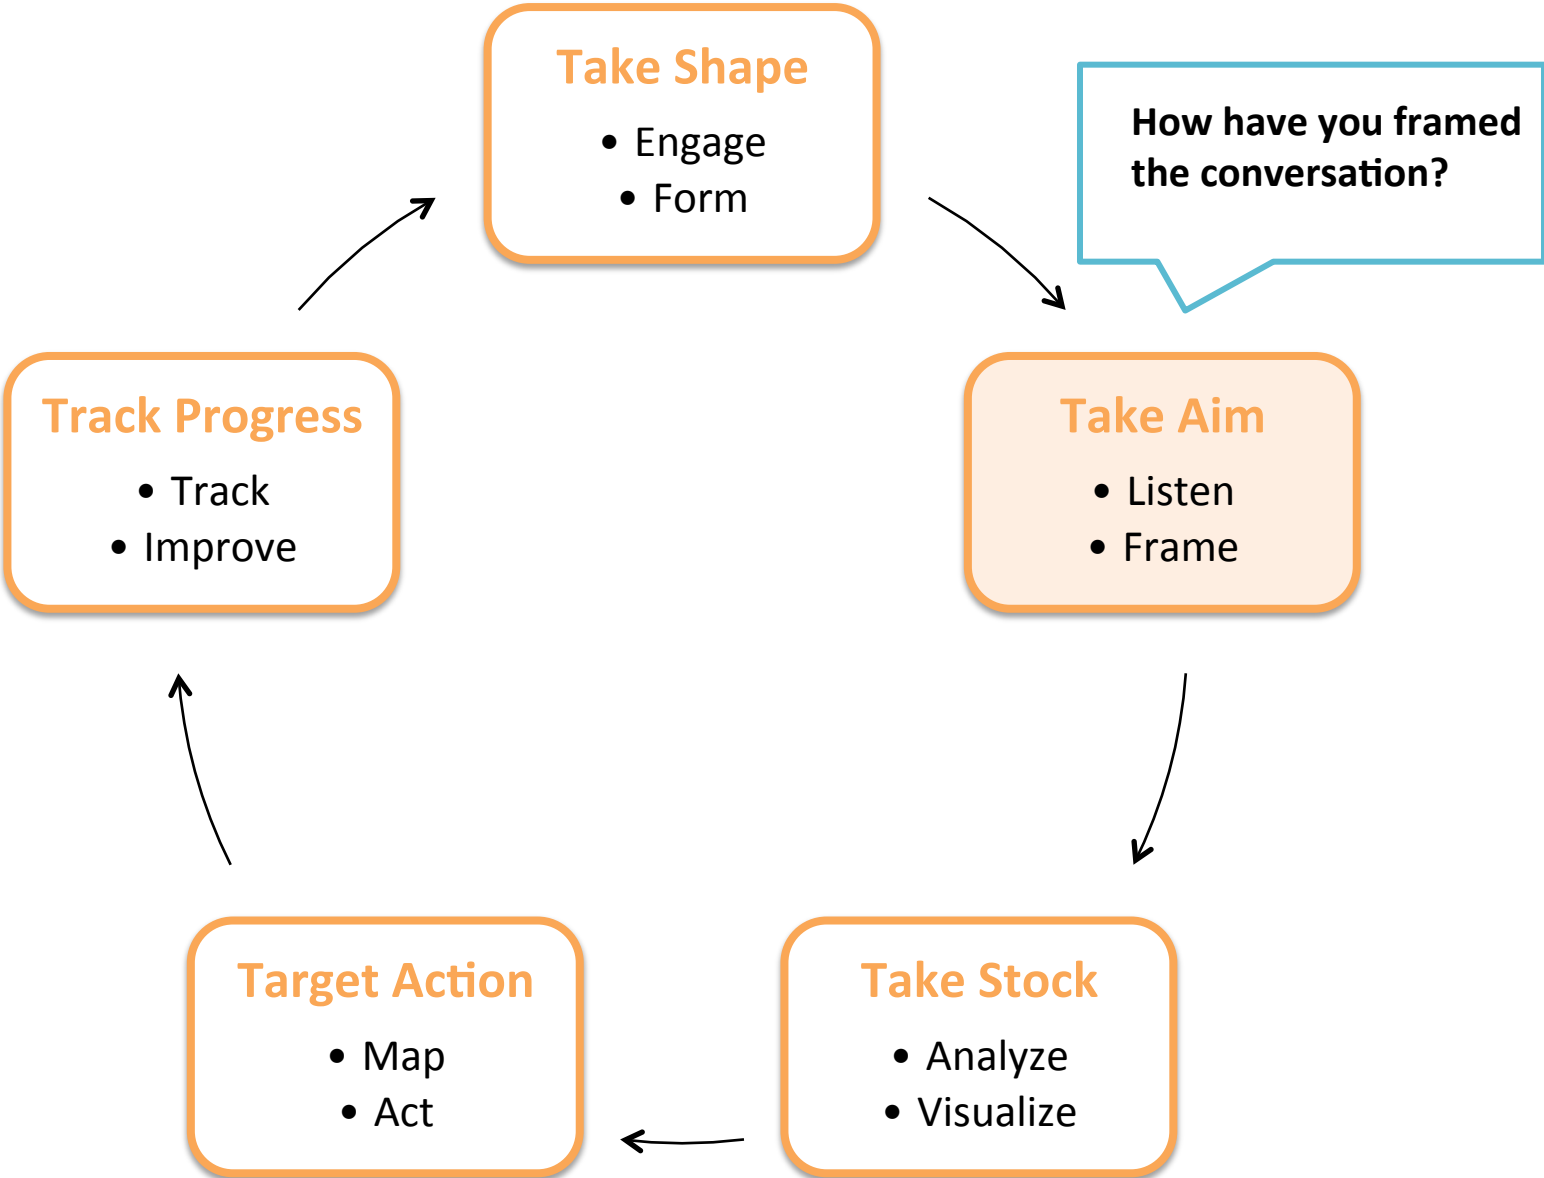 Take Shape
• Engage
• Form
How have you framed
the conversation?
Track Progress
• Track
• Improve
Take Aim
• Listen
• Frame
Target Action
• Map
• Act
Take Stock
• Analyze
• Visualize